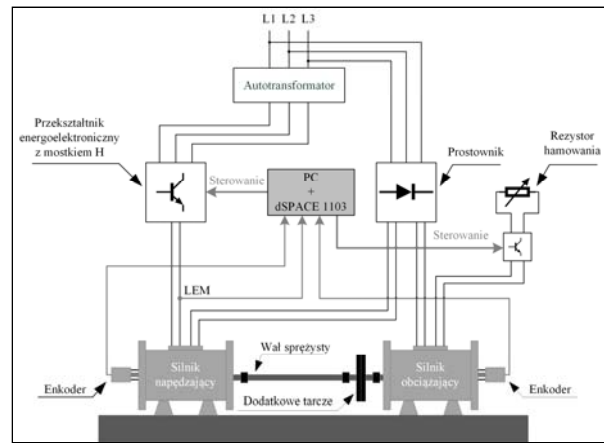 L1 L2 L3
Autotransformator
Przekształtnik
energoelektroniczny
z mostkiem H
Rezystor
hamowania
Prostownik
Sterowanie
PC
+
dSPACE 1103
Sterowanie
LEM
Wał sprężysty
Silnik
napędzający
Silnik
obciążający
Enkoder
Dodatkowe tarcze
Enkoder